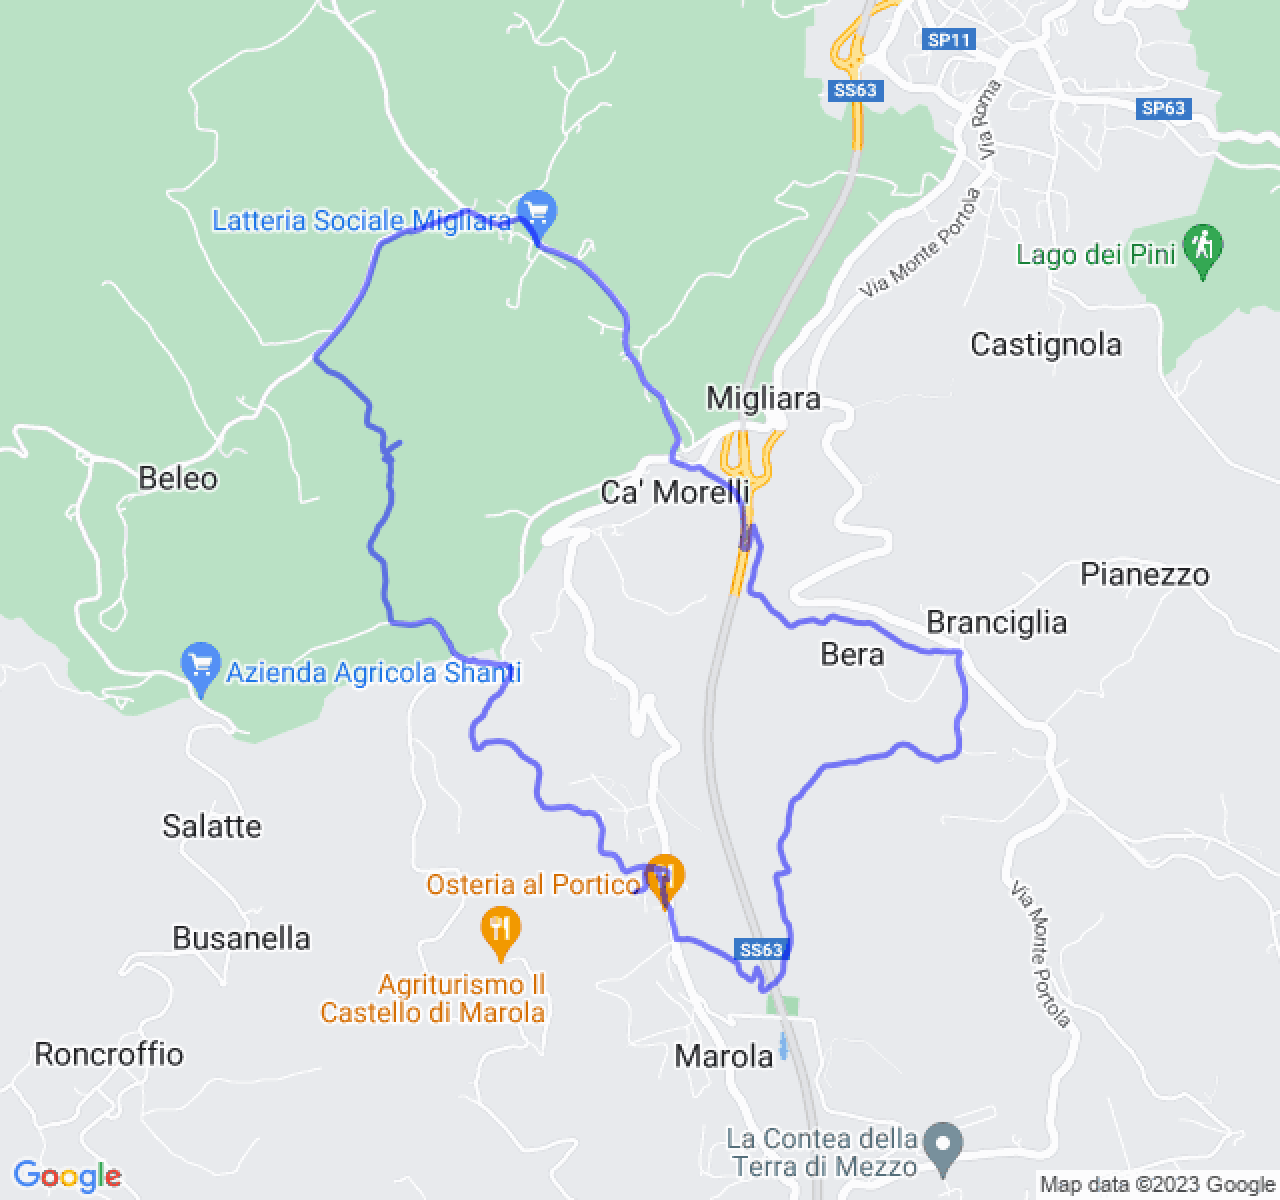 SP11
SS63
SP63
Via Roma
Latteria Sociale Migliara
Via Monte Portola
Lago dei Pini
Castignola
Migliara
Beleo
Ca' Morelli
Pianezzo
Branciglia
Bera
Azienda Agricola Shanti
Salatte
Osteria al Portico
Via Monte Portola
Busanella
SS63
Agriturismo Il
Castello di Marola
Roncroffio
Marola
La Contea della
Terra di Mezzo
Google
Map data ©2023 Google